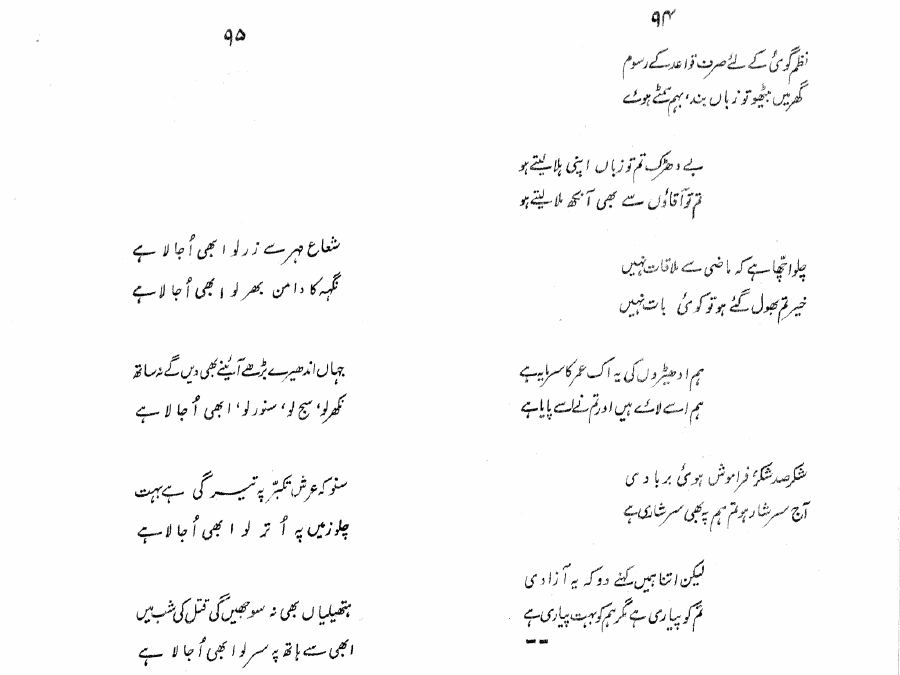 ۹۴
نظم گوئی کے لئے صرف قواعد کے رسوم
گھر میں بیٹھو تو زباں بند، بہم سمٹے ہوئے
بے دھڑک تم تو زباں اپنی ہلا لیتے ہو
تم تو آقاؤں سے بھی آنکھ ملا لیتے ہو
چلو اچھا ہے کہ ماضی سے ملاقات نہیں
خیر تم بھول گئے ہو تو کوئی بات نہیں
ہم ادھیڑوں کی یہ اک عمر کا سرمایہ ہے
ہم اسے لائے ہیں اور تم نے اسے پایا ہے
شکر صد شکر فراموش ہوئی بربادی
آج سرشار ہو تم ہم پہ بھی سرشاری ہے
لیکن اتنا ہمیں کہنے دو کہ یہ آزادی
تم کو پیاری ہے مگر ہم کو بہت پیاری ہے
۹۵
شعاع مہر سے زر لو ابھی اُجالا ہے
نگہہ کا دامن بھر لو ابھی اُجالا ہے
جہاں اندھیرے بڑھے آئینے بھی دیں گے نہ ساتھ
نکھر لو، سج لو، سنور لو، ابھی اُجالا ہے
سنو کہ عرش تکبّر پہ تیرگی ہے بہت
چلو زمیں پہ اُتر لو ابھی اُجالا ہے
ہتھیلیاں بھی نہ سوجھیں گی قتل کی شب میں
ابھی سے ہاتھ پہ سر لو ابھی اُجالا ہے